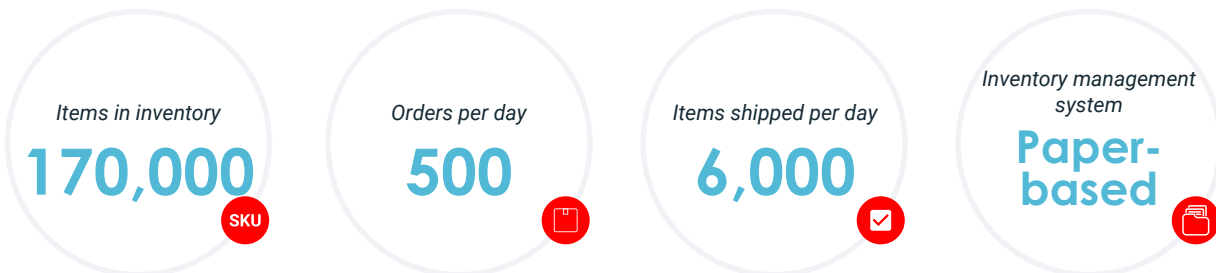 Items in inventory
170,000
SKU
Orders per day
500
Items shipped per day
6,000
Inventory management
system
Paper-
based